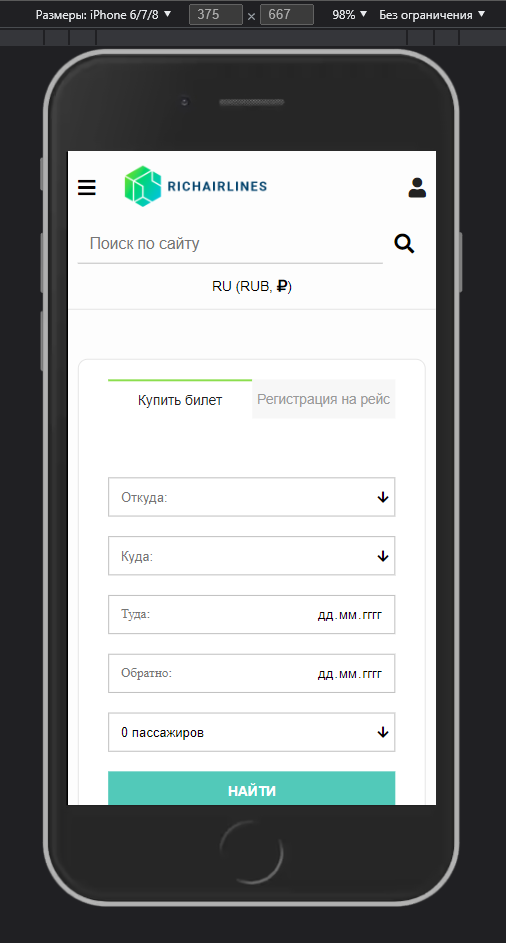 Размеры: iPhone 6/7/8 ▼ 375 × 667 98% ▼ Без ограничения ▼
RICHAIRLINES
Поиск по сайту
RU (RUB, ₽)
Купить билет Регистрация на рейс
Откуда:
Куда:
Туда: дд.мм.гггг
Обратно: дд.мм.гггг
0 пассажиров
НАЙТИ